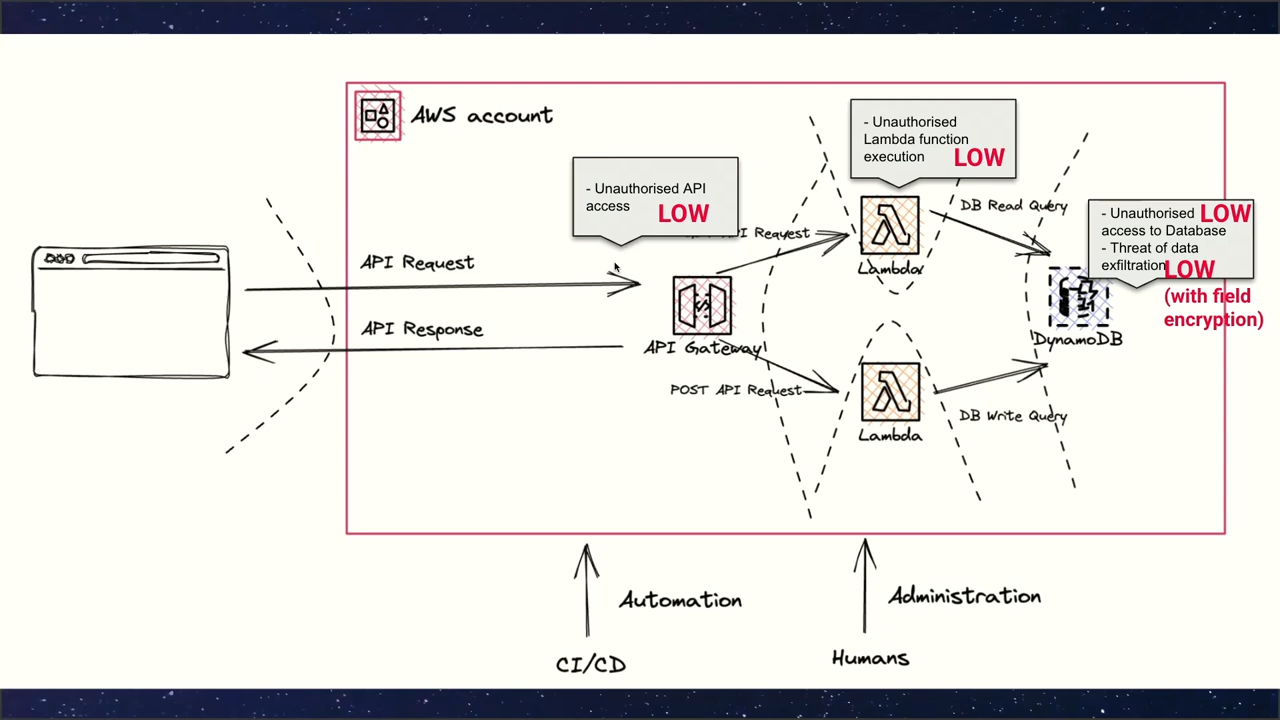 AWS account
- Unauthorised
Lambda function
execution LOW
- Unauthorised API
access LOW
DB Read Query
- Unauthorised LOW
access to Database
- Threat of data
exfiltration LOW
(with field
encryption)
API Request
API Request
Lambda
API Response
API Gateway
DynamoDB
POST API Request
DB Write Query
Lambda
Automation
Administration
CI/CD
Humans